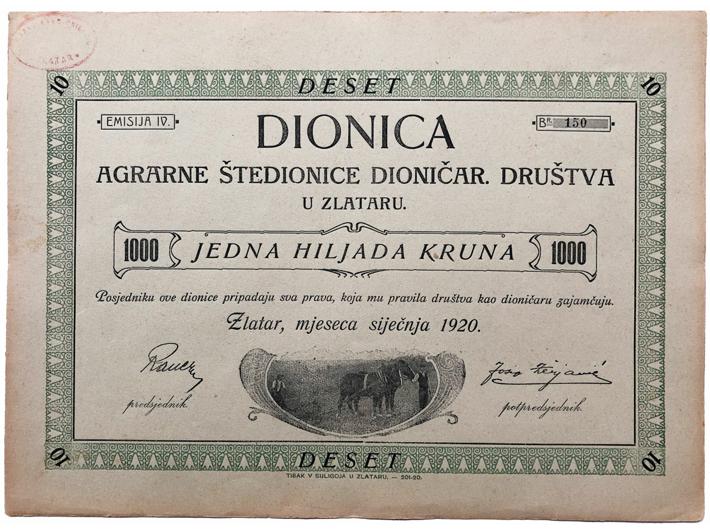 10 DESET 10
EMISIJA IV. Br. 150
DIONICA
AGRARNE ŠTEDIONICE DIONIČAR. DRUŠTVA
U ZLATARU.
1000 JEDNA HILJADA KRUNA 1000
Posjedniku ove dionice pripadaju sva prava, koja mu pravila društva kao dioničaru zajamčuju.
Zlatar, mjeseca siječnja 1920.
predsjednik. potpredsjednik.
10 DESET 10
TISAK V SULIGOJA U ZLATARU. — 201-20.